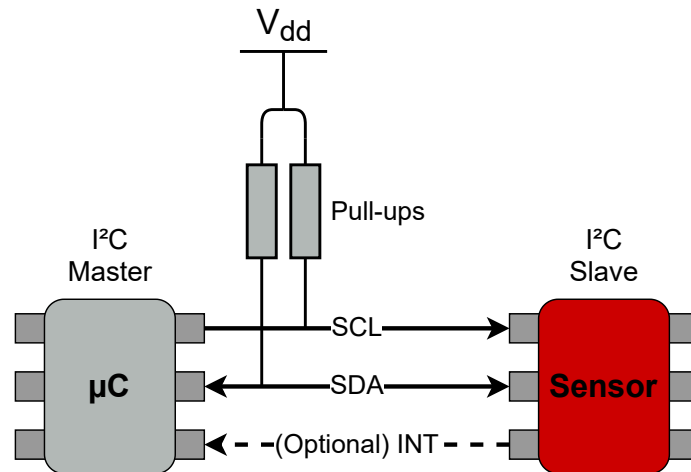 Vdd
Pull-ups
I²C
Master
I²C
Slave
SCL
µC
Sensor
SDA
(Optional) INT